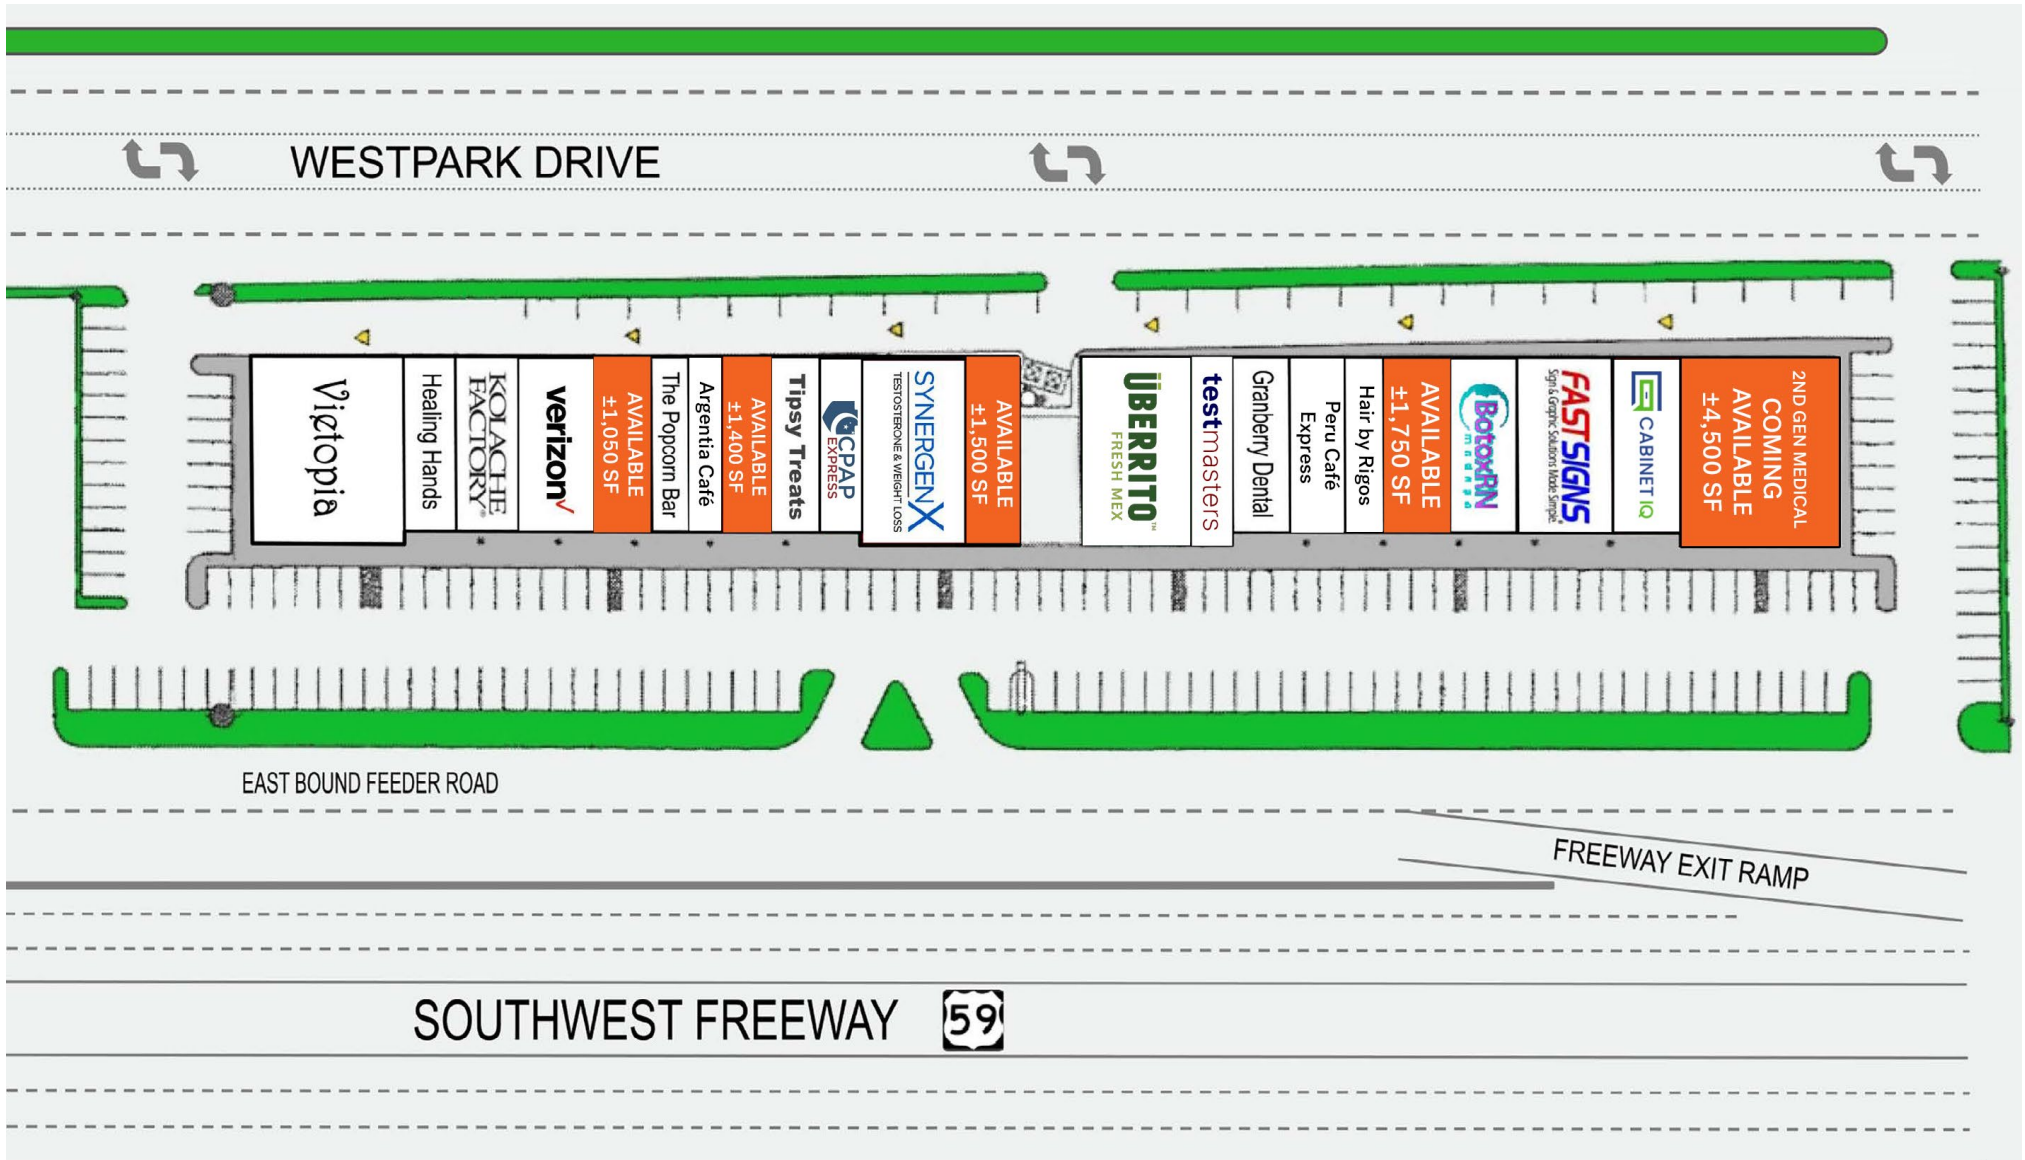 WESTPARK DRIVE
Vietopia
Healing Hands
KOLACHE
FACTORY®
verizon
AVAILABLE
±1,050 SF
The Popcorn Bar
Argentia Café
AVAILABLE
±1,400 SF
Tipsy Treats
CPAP
EXPRESS
SYNERGENX
TESTOSTERONE & WEIGHT LOSS
AVAILABLE
±1,500 SF
ÜBERRITO™
FRESH MEX
testmasters
Granberry Dental
Peru Café
Express
Hair by Rigos
AVAILABLE
±1,750 SF
BotoxRN
medspa
FASTSIGNS®
Sign & Graphic Solutions Made Simple.
CABINET IQ
2ND GEN MEDICAL
COMING
AVAILABLE
±4,500 SF
EAST BOUND FEEDER ROAD
FREEWAY EXIT RAMP
SOUTHWEST FREEWAY 59